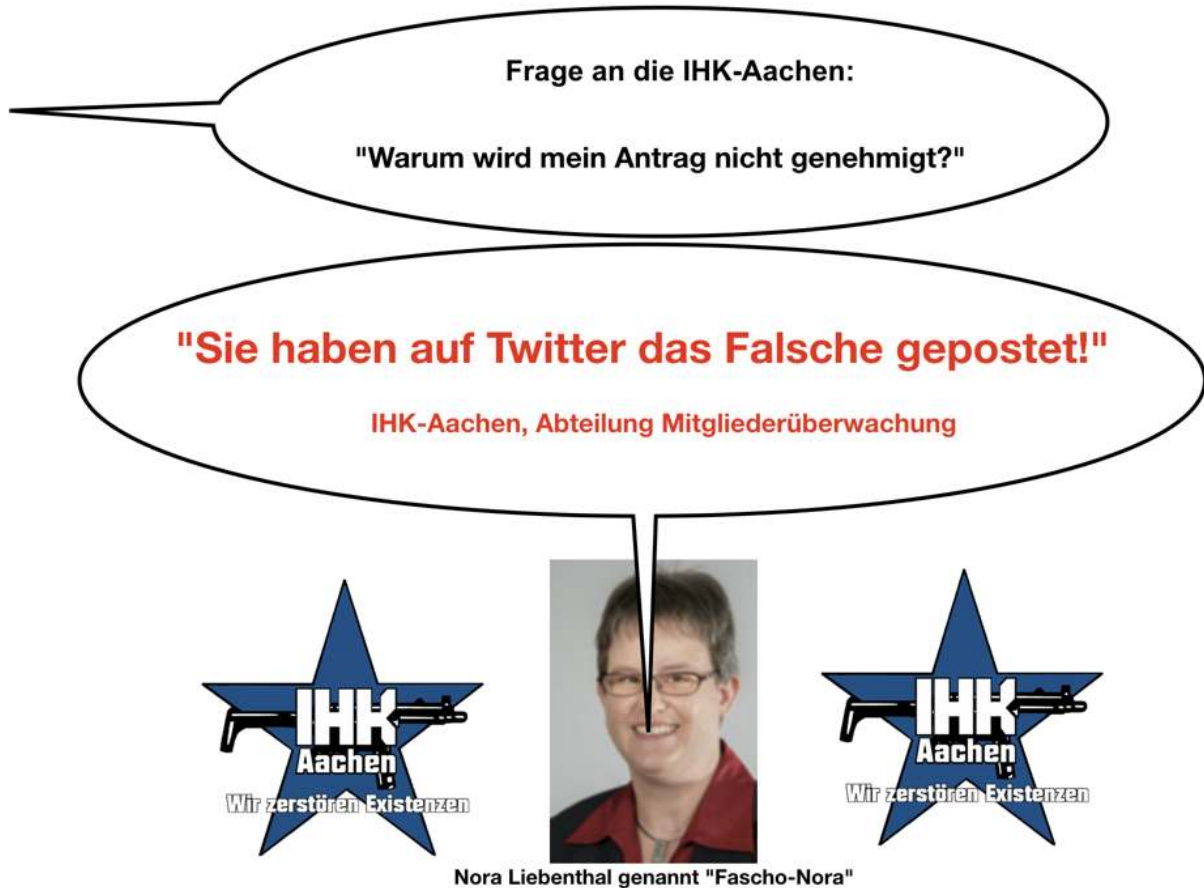 Frage an die IHK-Aachen:
"Warum wird mein Antrag nicht genehmigt?"
"Sie haben auf Twitter das Falsche gepostet!"
IHK-Aachen, Abteilung Mitgliederüberwachung
IHK
Aachen
Wir zerstören Existenzen
IHK
Aachen
Wir zerstören Existenzen
Nora Liebenthal genannt "Fascho-Nora"